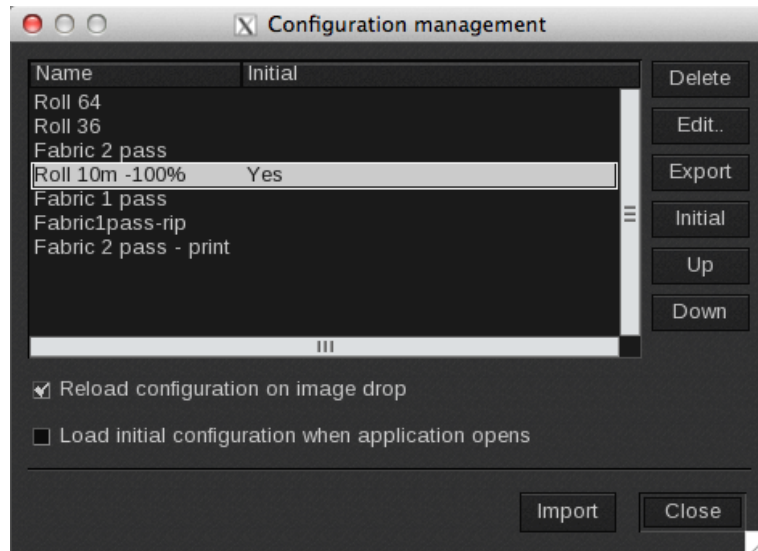 Configuration management
Name Initial
Roll 64
Roll 36
Fabric 2 pass
Roll 10m -100% Yes
Fabric 1 pass
Fabric1pass-rip
Fabric 2 pass - print
Delete
Edit..
Export
Initial
Up
Down
Reload configuration on image drop
Load initial configuration when application opens
Import Close